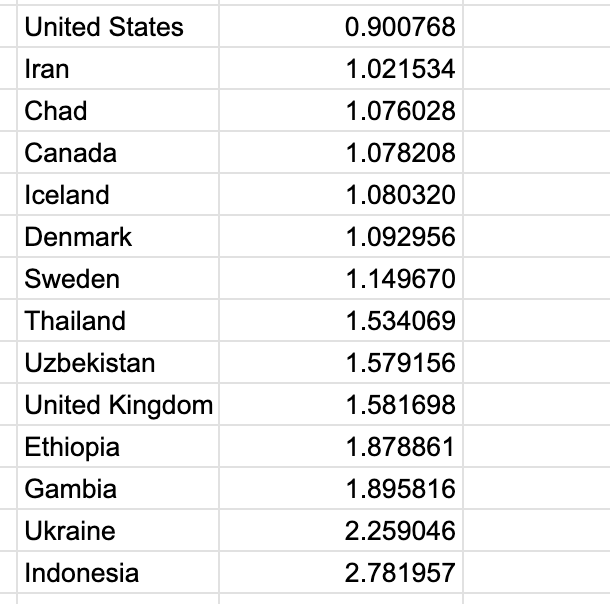 United States 0.900768
Iran 1.021534
Chad 1.076028
Canada 1.078208
Iceland 1.080320
Denmark 1.092956
Sweden 1.149670
Thailand 1.534069
Uzbekistan 1.579156
United Kingdom 1.581698
Ethiopia 1.878861
Gambia 1.895816
Ukraine 2.259046
Indonesia 2.781957